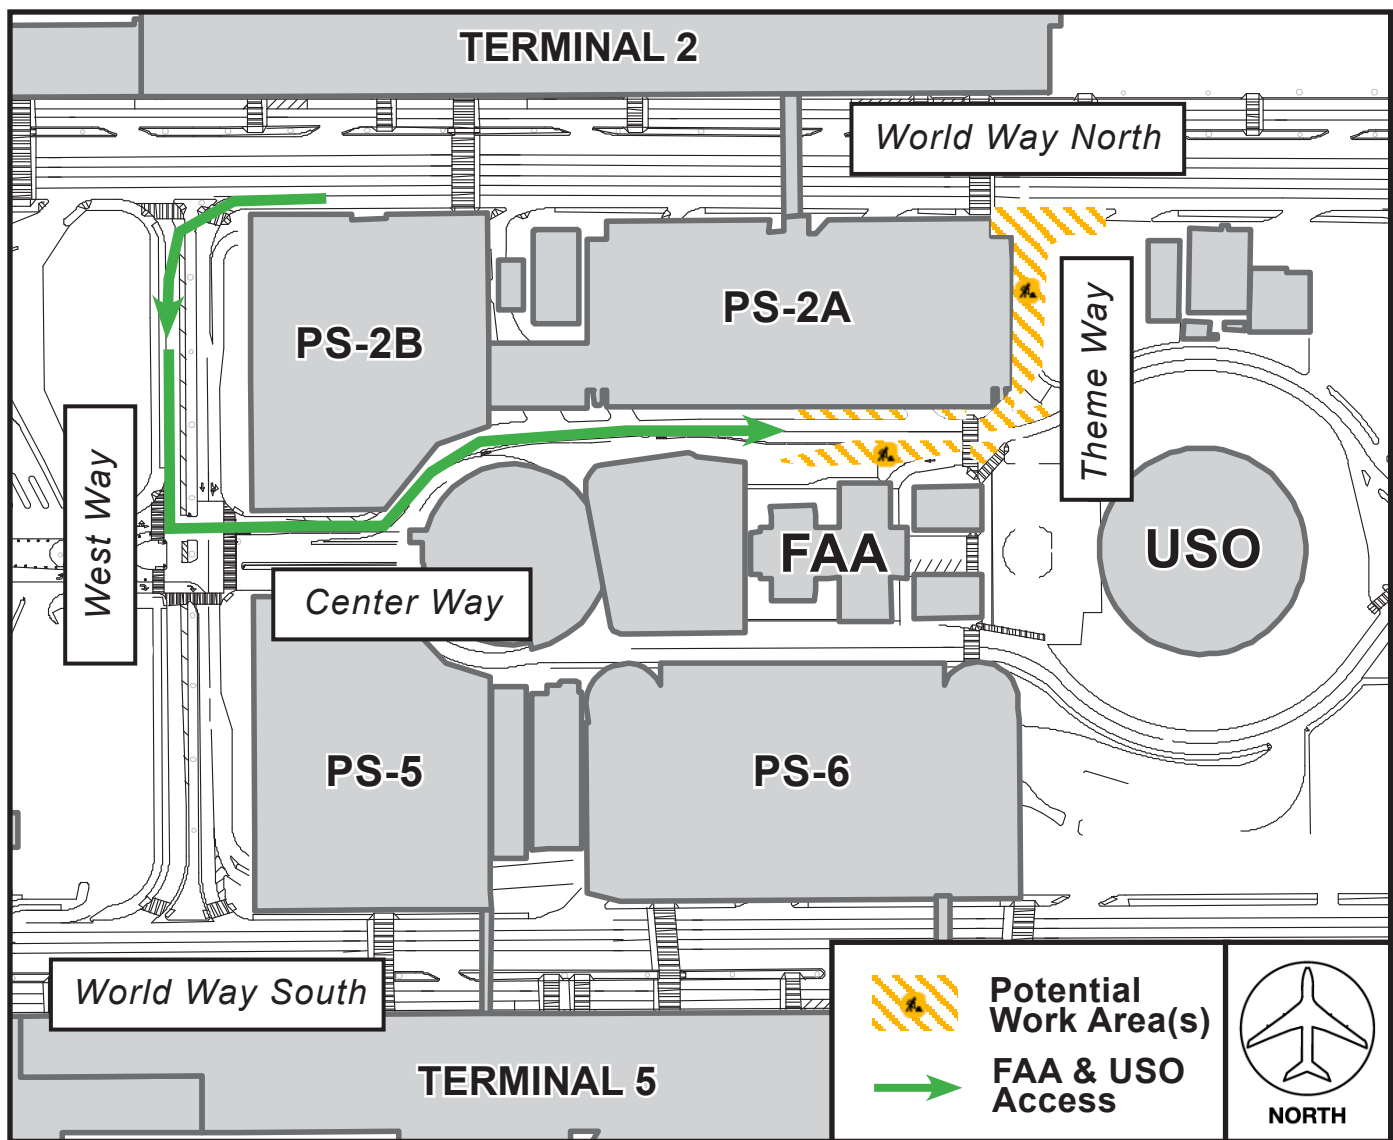 TERMINAL 2
World Way North
PS-2A
PS-2B
Theme Way
West Way
FAA
USO
Center Way
PS-5
PS-6
World Way South
TERMINAL 5
Potential
Work Area(s)
FAA & USO
Access
NORTH